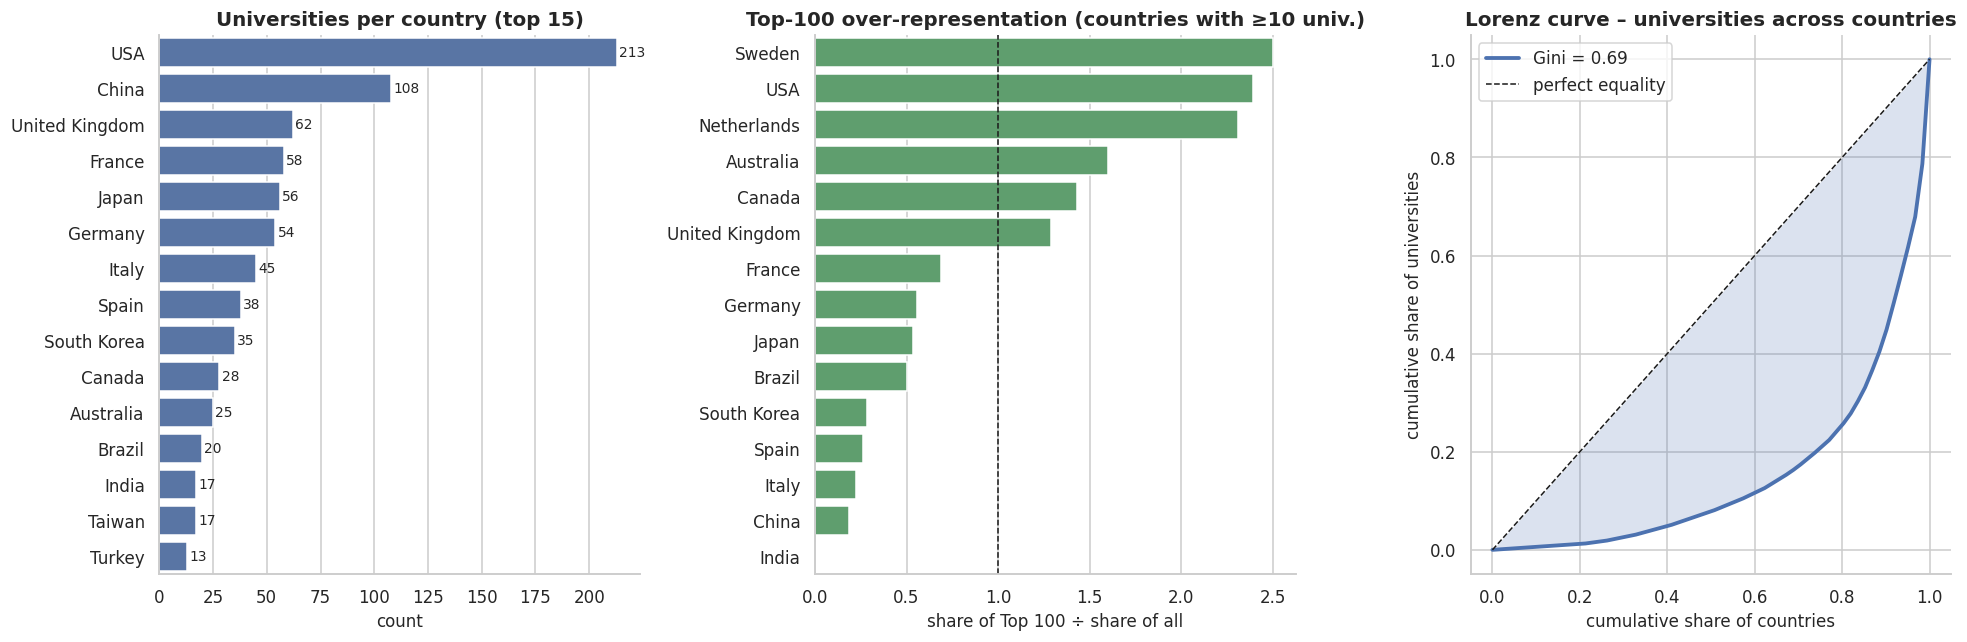 Universities per country (top 15)
USA
China
United Kingdom
France
Japan
Germany
Italy
Spain
South Korea
Canada
Australia
Brazil
India
Taiwan
Turkey
213
108
62
58
56
54
45
38
35
28
25
20
17
17
13
0 25 50 75 100 125 150 175 200
count
Top-100 over-representation (countries with ≥10 univ.)
Sweden
USA
Netherlands
Australia
Canada
United Kingdom
France
Germany
Japan
Brazil
South Korea
Spain
Italy
China
India
0.0 0.5 1.0 1.5 2.0 2.5
share of Top 100 ÷ share of all
Lorenz curve – universities across countries
Gini = 0.69
perfect equality
cumulative share of universities
1.0
0.8
0.6
0.4
0.2
0.0
0.0 0.2 0.4 0.6 0.8 1.0
cumulative share of countries